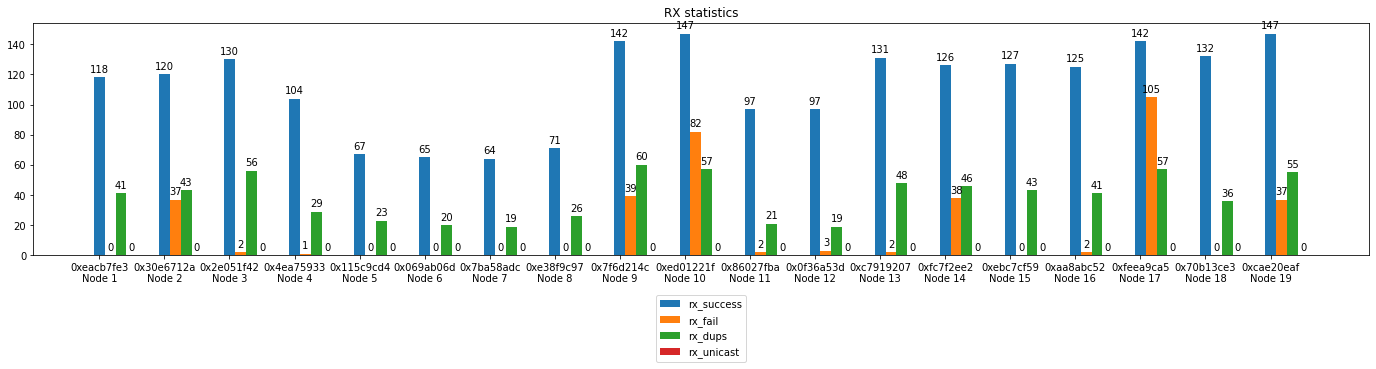 RX statistics
147 147
142 142
140
130 131 132
126 127 125
118 120
120
104 105
100
97 97
82
80
67 65 64 71
60 60
56 57 57 55
41 37 43 39 48 38 46 43 41 36 37
40
29 23 20 19 26 21 19
20
0 0 2 0 1 0 0 0 0 0 0 0 0 0 0 0 0 2 0 3 0 2 0 0 0 0 2 0 0 0 0 0
0
0xeacb7fe3 0x30e6712a 0x2e051f42 0x4ea75933 0x115c9cd4 0x069ab06d 0x7ba58adc 0xe38f9c97 0x7f6d214c 0xed01221f 0x86027fba 0x0f36a53d 0xc7919207 0xfc7f2ee2 0xebc7cf59 0xaa8abc52 0xfeea9ca5 0x70b13ce3 0xcae20eaf
Node 1 Node 2 Node 3 Node 4 Node 5 Node 6 Node 7 Node 8 Node 9 Node 10 Node 11 Node 12 Node 13 Node 14 Node 15 Node 16 Node 17 Node 18 Node 19
rx_success
rx_fail
rx_dups
rx_unicast